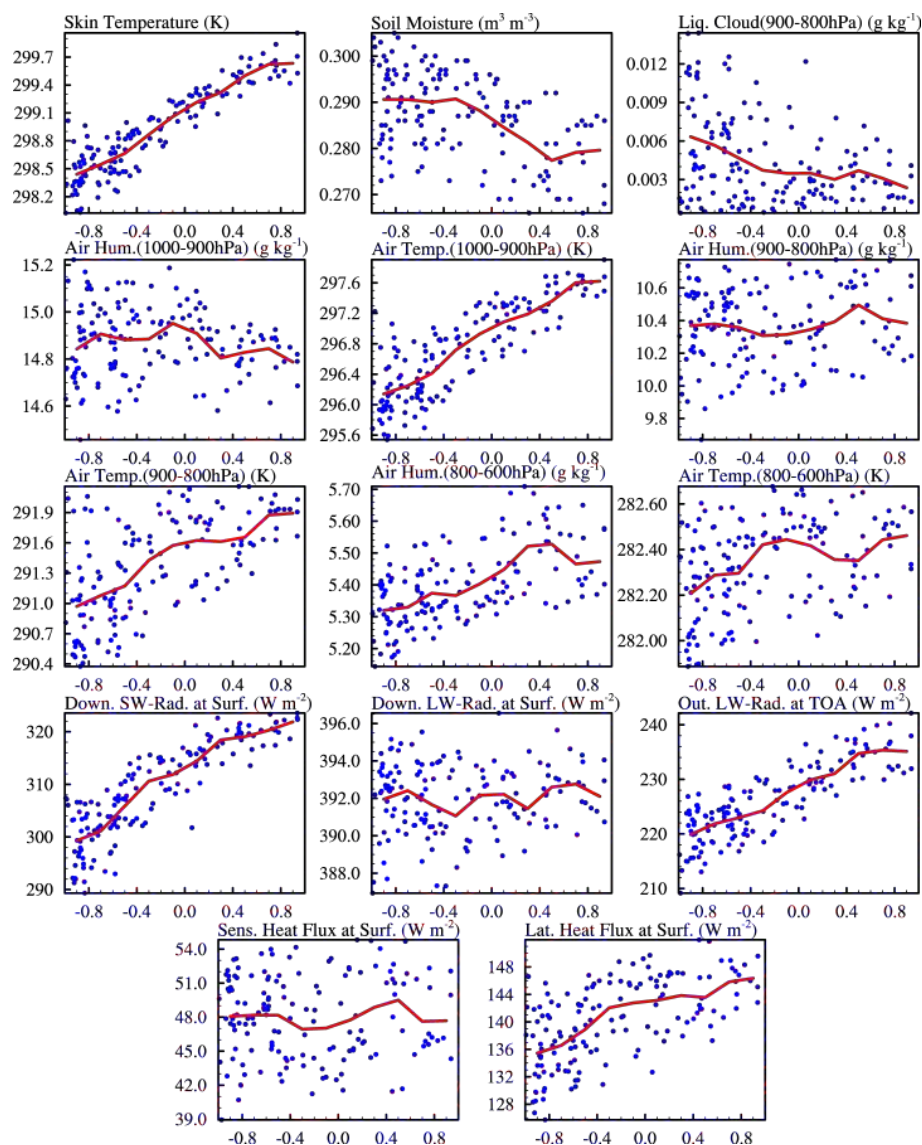 Skin Temperature (K) Soil Moisture (m³ m⁻³) Liq. Cloud(900-800hPa) (g kg⁻¹)
299.7 0.300 0.012
299.4
299.1 0.290 0.009
298.8 0.280 0.006
298.5 0.003
298.2 0.270
-0.8 -0.4 0.0 0.4 0.8 -0.8 -0.4 0.0 0.4 0.8 -0.8 -0.4 0.0 0.4 0.8
Air Hum.(1000-900hPa) (g kg⁻¹) Air Temp.(1000-900hPa) (K) Air Hum.(900-800hPa) (g kg⁻¹)
15.2 297.6 10.6
15.0 297.2 10.4
14.8 296.8 10.2
14.6 296.4 10.0
296.0 9.8
295.6
-0.8 -0.4 0.0 0.4 0.8 -0.8 -0.4 0.0 0.4 0.8 -0.8 -0.4 0.0 0.4 0.8
Air Temp.(900-800hPa) (K) Air Hum.(800-600hPa) (g kg⁻¹) Air Temp.(800-600hPa) (K)
291.9 5.70 282.60
291.6 5.60
291.3 5.50 282.40
291.0 5.40 282.20
290.7 5.30
290.4 5.20 282.00
-0.8 -0.4 0.0 0.4 0.8 -0.8 -0.4 0.0 0.4 0.8 -0.8 -0.4 0.0 0.4 0.8
Down. SW-Rad. at Surf. (W m⁻²) Down. LW-Rad. at Surf. (W m⁻²) Out. LW-Rad. at TOA (W m⁻²)
320 396.0 240
310 394.0 230
300 392.0 220
290 390.0 210
388.0
-0.8 -0.4 0.0 0.4 0.8 -0.8 -0.4 0.0 0.4 0.8 -0.8 -0.4 0.0 0.4 0.8
Sens. Heat Flux at Surf. (W m⁻²) Lat. Heat Flux at Surf. (W m⁻²)
54.0 148
51.0 144
48.0 140
45.0 136
42.0 132
39.0 128
-0.8 -0.4 0.0 0.4 0.8 -0.8 -0.4 0.0 0.4 0.8